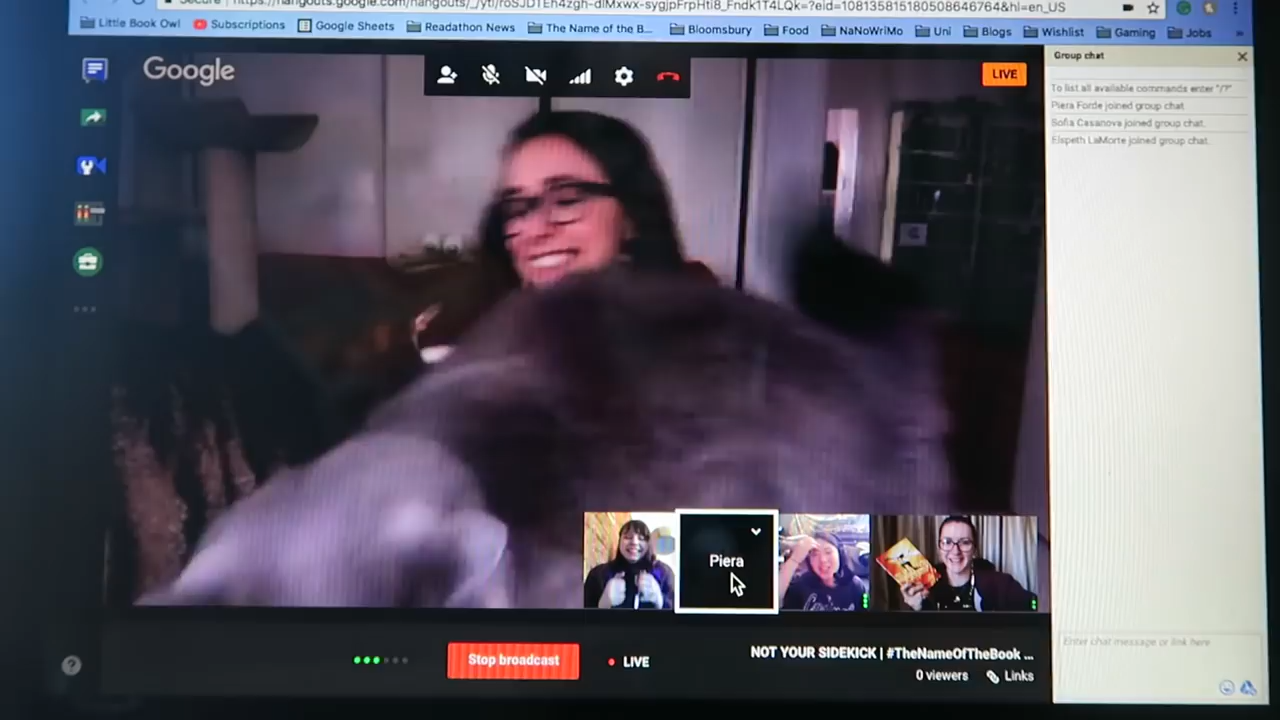 Little Book Owl
Subscriptions
Google Sheets
Readathon News
The Name of the B...
Bloomsbury
Food
NaNoWriMo
Uni
Blogs
Wishlist
Gaming
Jobs
»
Google
LIVE
Group chat
To list all available commands enter "/?"
Piera Forde joined group chat.
Sofia Casanova joined group chat.
Elspeth LaMorte joined group chat.
Piera
Stop broadcast
LIVE
NOT YOUR SIDEKICK | #TheNameOfTheBook ...
0 viewers
Links
Enter chat message or link here